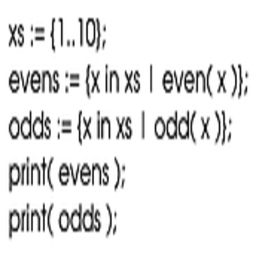 xs := {1..10};
evens := {x in xs | even( x )};
odds := {x in xs | odd( x )};
print( evens );
print( odds );